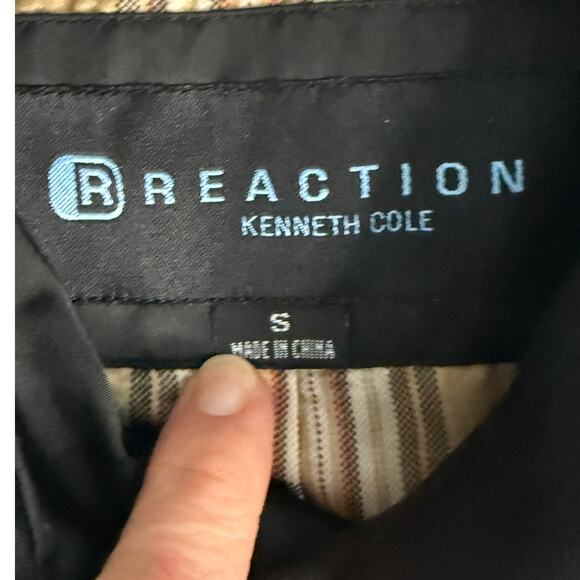 R REACTION
KENNETH COLE
S
MADE IN CHINA